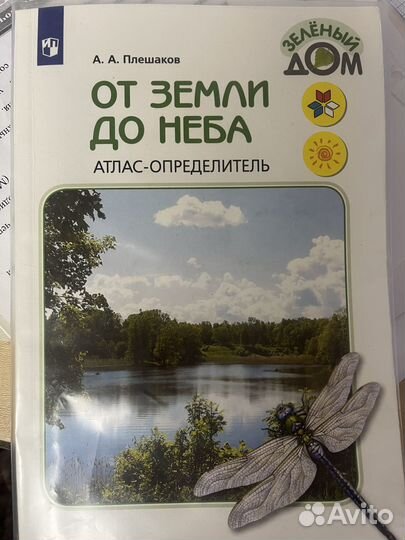 А. А. Плешаков
ЗЕЛЁНЫЙ
ДОМ
ОТ ЗЕМЛИ
ДО НЕБА
АТЛАС-ОПРЕДЕЛИТЕЛЬ
Avito